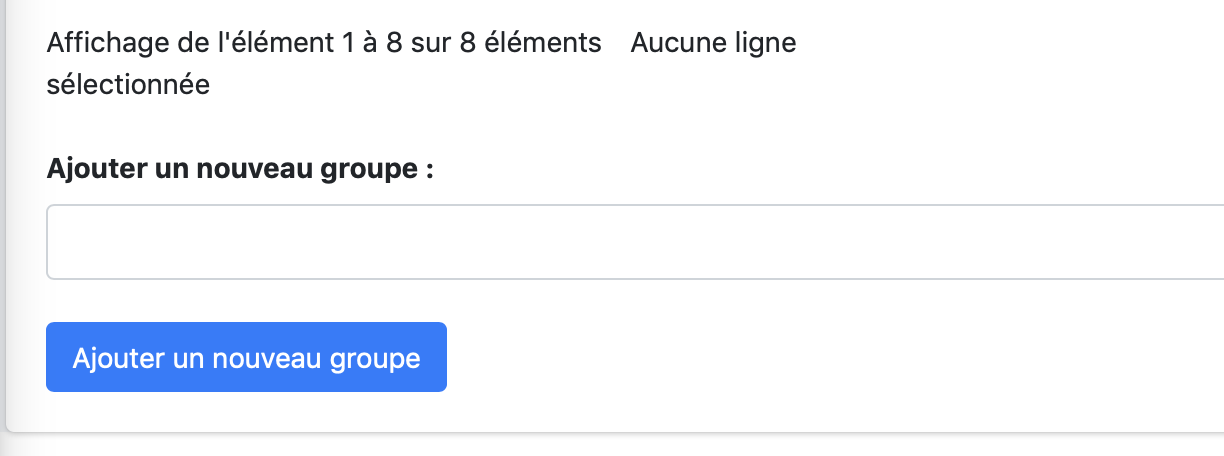 Affichage de l'élément 1 à 8 sur 8 éléments Aucune ligne
sélectionnée
Ajouter un nouveau groupe :
Ajouter un nouveau groupe